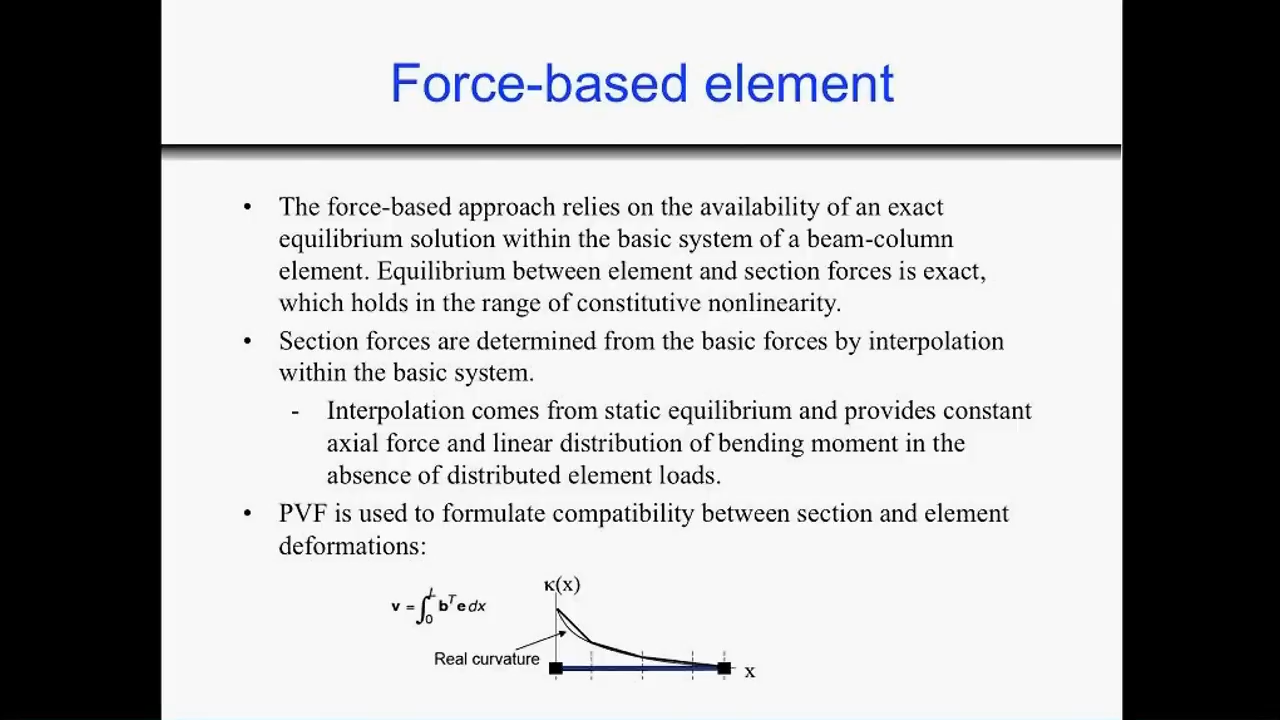 Force-based element
• The force-based approach relies on the availability of an exact
equilibrium solution within the basic system of a beam-column
element. Equilibrium between element and section forces is exact,
which holds in the range of constitutive nonlinearity.
• Section forces are determined from the basic forces by interpolation
within the basic system.
- Interpolation comes from static equilibrium and provides constant
axial force and linear distribution of bending moment in the
absence of distributed element loads.
• PVF is used to formulate compatibility between section and element
deformations:
κ(x)
v = ∫₀ᴸ bᵀe dx
Real curvature
x